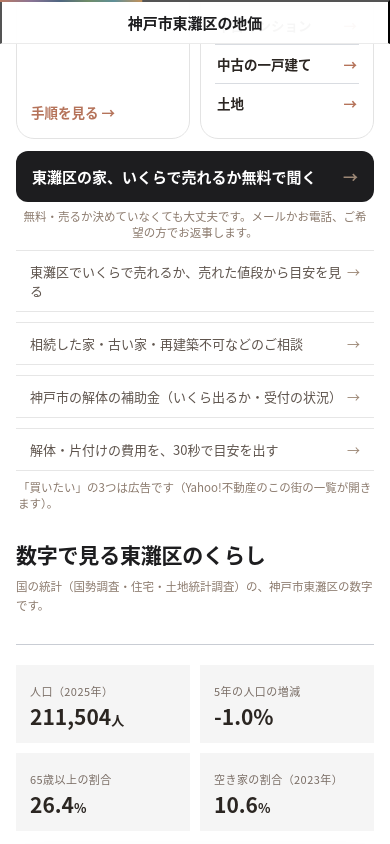 神戸市東灘区の地価
手順を見る →
中古の一戸建て →
土地 →
東灘区の家、いくらで売れるか無料で聞く →
無料・売るか決めていなくても大丈夫です。メールかお電話、ご希
望の方でお返事します。
東灘区でいくらで売れるか、売れた値段から目安を見 →
る
相続した家・古い家・再建築不可などのご相談 →
神戸市の解体の補助金（いくら出るか・受付の状況） →
解体・片付けの費用を、30秒で目安を出す →
「買いたい」の3つは広告です（Yahoo!不動産のこの街の一覧が開き
ます）。
数字で見る東灘区のくらし
国の統計（国勢調査・住宅・土地統計調査）の、神戸市東灘区の数字
です。
人口（2025年）
211,504人
5年の人口の増減
-1.0%
65歳以上の割合
26.4%
空き家の割合（2023年）
10.6%